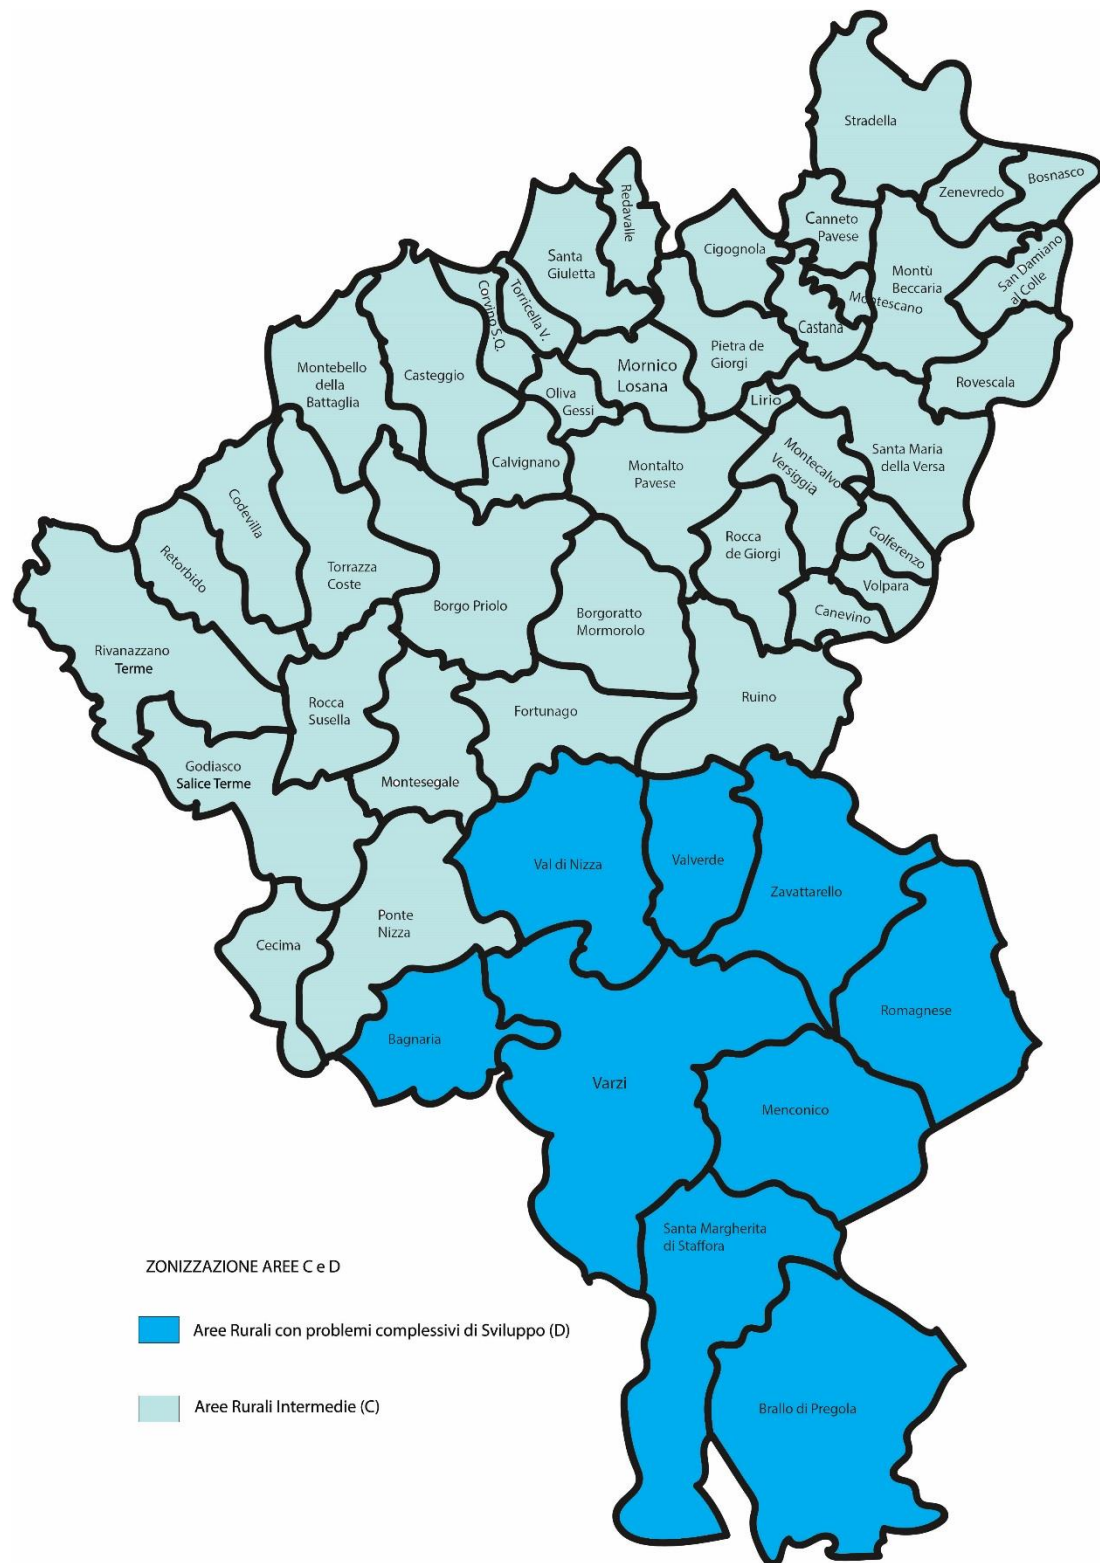 Stradella
Zenevredo
Bosnasco
Redavalle
Canneto
Pavese
Cigognola
Santa
Giuletta
Montù
Beccaria
San Damiano
al Colle
Montescano
Corvino S.Q.
Torricella V.
Castana
Pietra de
Giorgi
Mornico
Losana
Montebello
della
Battaglia
Casteggio
Rovescala
Oliva
Gessi
Lirio
Calvignano
Montalto
Pavese
Montecalvo
Versiggia
Santa Maria
della Versa
Codevilla
Retorbido
Torrazza
Coste
Rocca
de Giorgi
Golferenzo
Volpara
Canevino
Borgo Priolo
Borgoratto
Mormorolo
Rivanazzano
Terme
Rocca
Susella
Fortunago
Ruino
Godiasco
Salice Terme
Montesegale
Val di Nizza
Valverde
Zavattarello
Ponte
Nizza
Cecima
Romagnese
Bagnaria
Varzi
Menconico
Santa Margherita
di Staffora
ZONIZZAZIONE AREE C e D
Aree Rurali con problemi complessivi di Sviluppo (D)
Aree Rurali Intermedie (C)
Brallo di Pregola